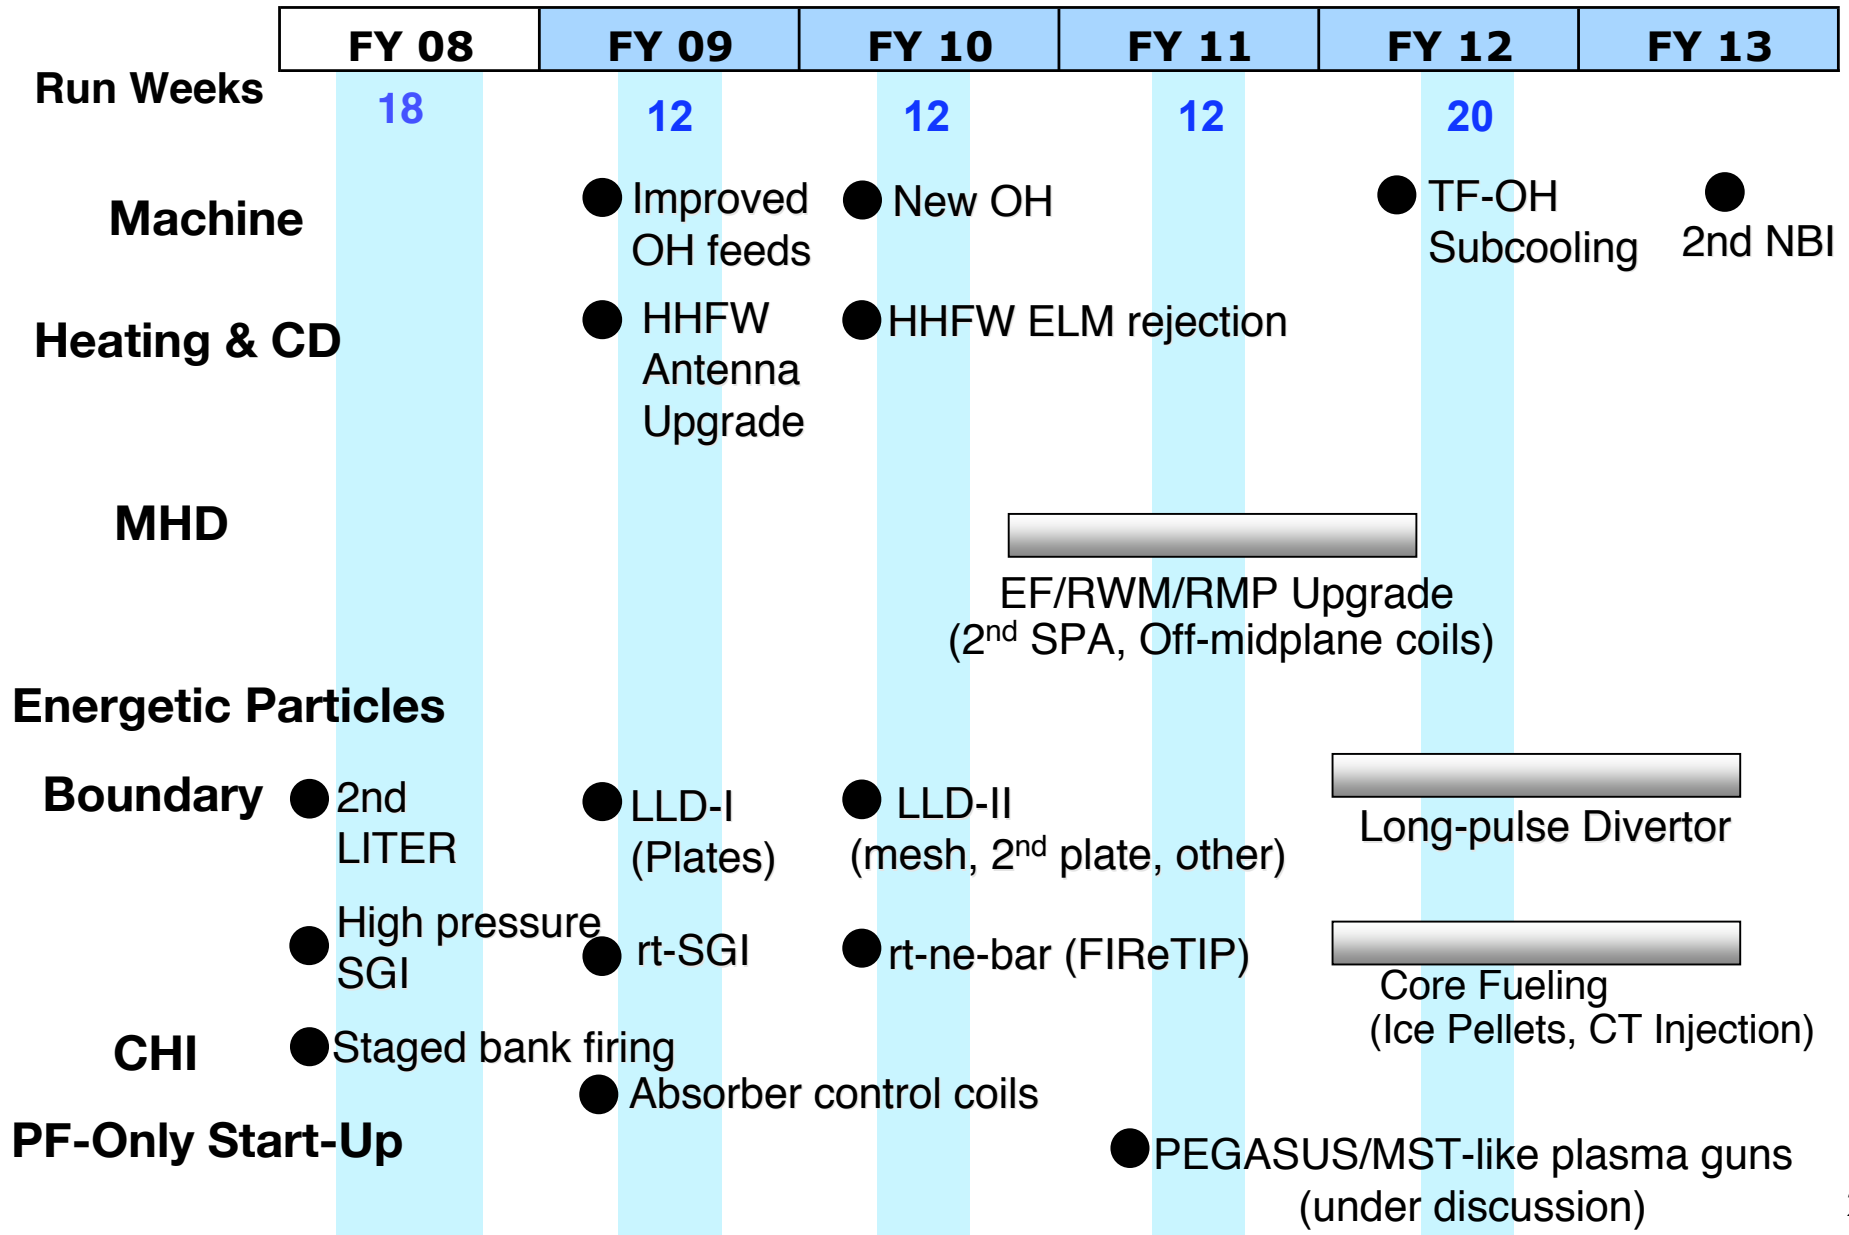 FY 08 FY 09 FY 10 FY 11 FY 12 FY 13
Run Weeks 18 12 12 12 20
Machine
Improved
OH feeds
New OH
TF-OH
Subcooling
2nd NBI
Heating & CD
HHFW
Antenna
Upgrade
HHFW ELM rejection
MHD
EF/RWM/RMP Upgrade
(2nd SPA, Off-midplane coils)
Energetic Particles
Boundary
2nd
LITER
LLD-I
(Plates)
LLD-II
(mesh, 2nd plate, other)
Long-pulse Divertor
High pressure
SGI
rt-SGI
rt-ne-bar (FIReTIP)
Core Fueling
(Ice Pellets, CT Injection)
CHI
Staged bank firing
Absorber control coils
PF-Only Start-Up
PEGASUS/MST-like plasma guns
(under discussion)